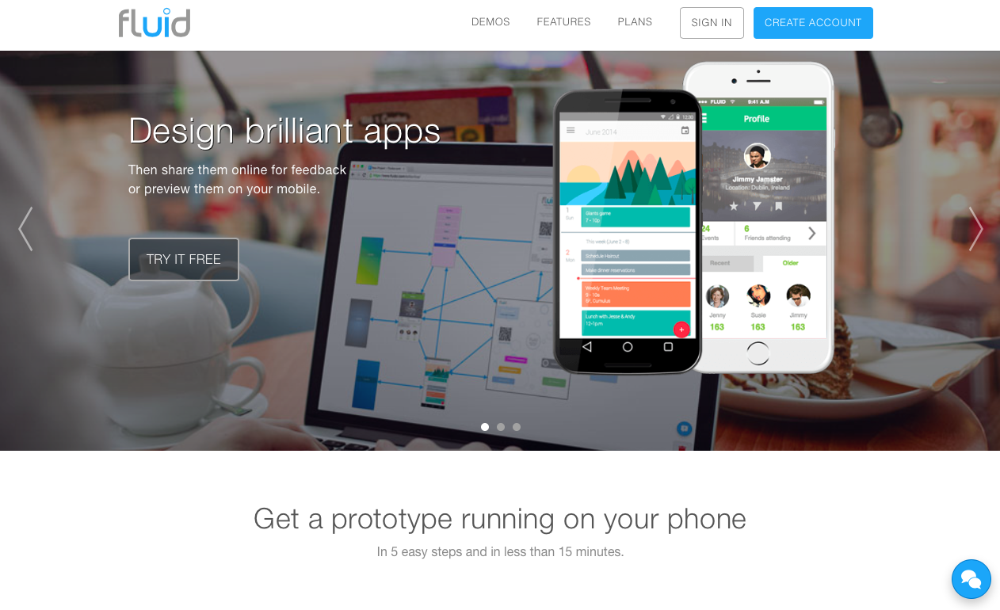 fluid
DEMOS
FEATURES
PLANS
SIGN IN
CREATE ACCOUNT
Design brilliant apps
Then share them online for feedback
or preview them on your mobile.
TRY IT FREE
12:30
June 2014
1
Sun
Giants game
7 - 10p
This week (June 2 - 8)
2
Mon
Schedule Haircut
Make dinner reservations
Weekly Team Meeting
9 - 10a
SF, Cumulus
Lunch with Jesse & Andy
12-1p.m
FLUID
9:41 A.M
Profile
Jimmy Jamster
Location: Dublin, Ireland
24
Events
6
Friends attending
Recent
Older
Jenny
Susie
Jimmy
163
163
163
Get a prototype running on your phone
In 5 easy steps and in less than 15 minutes.